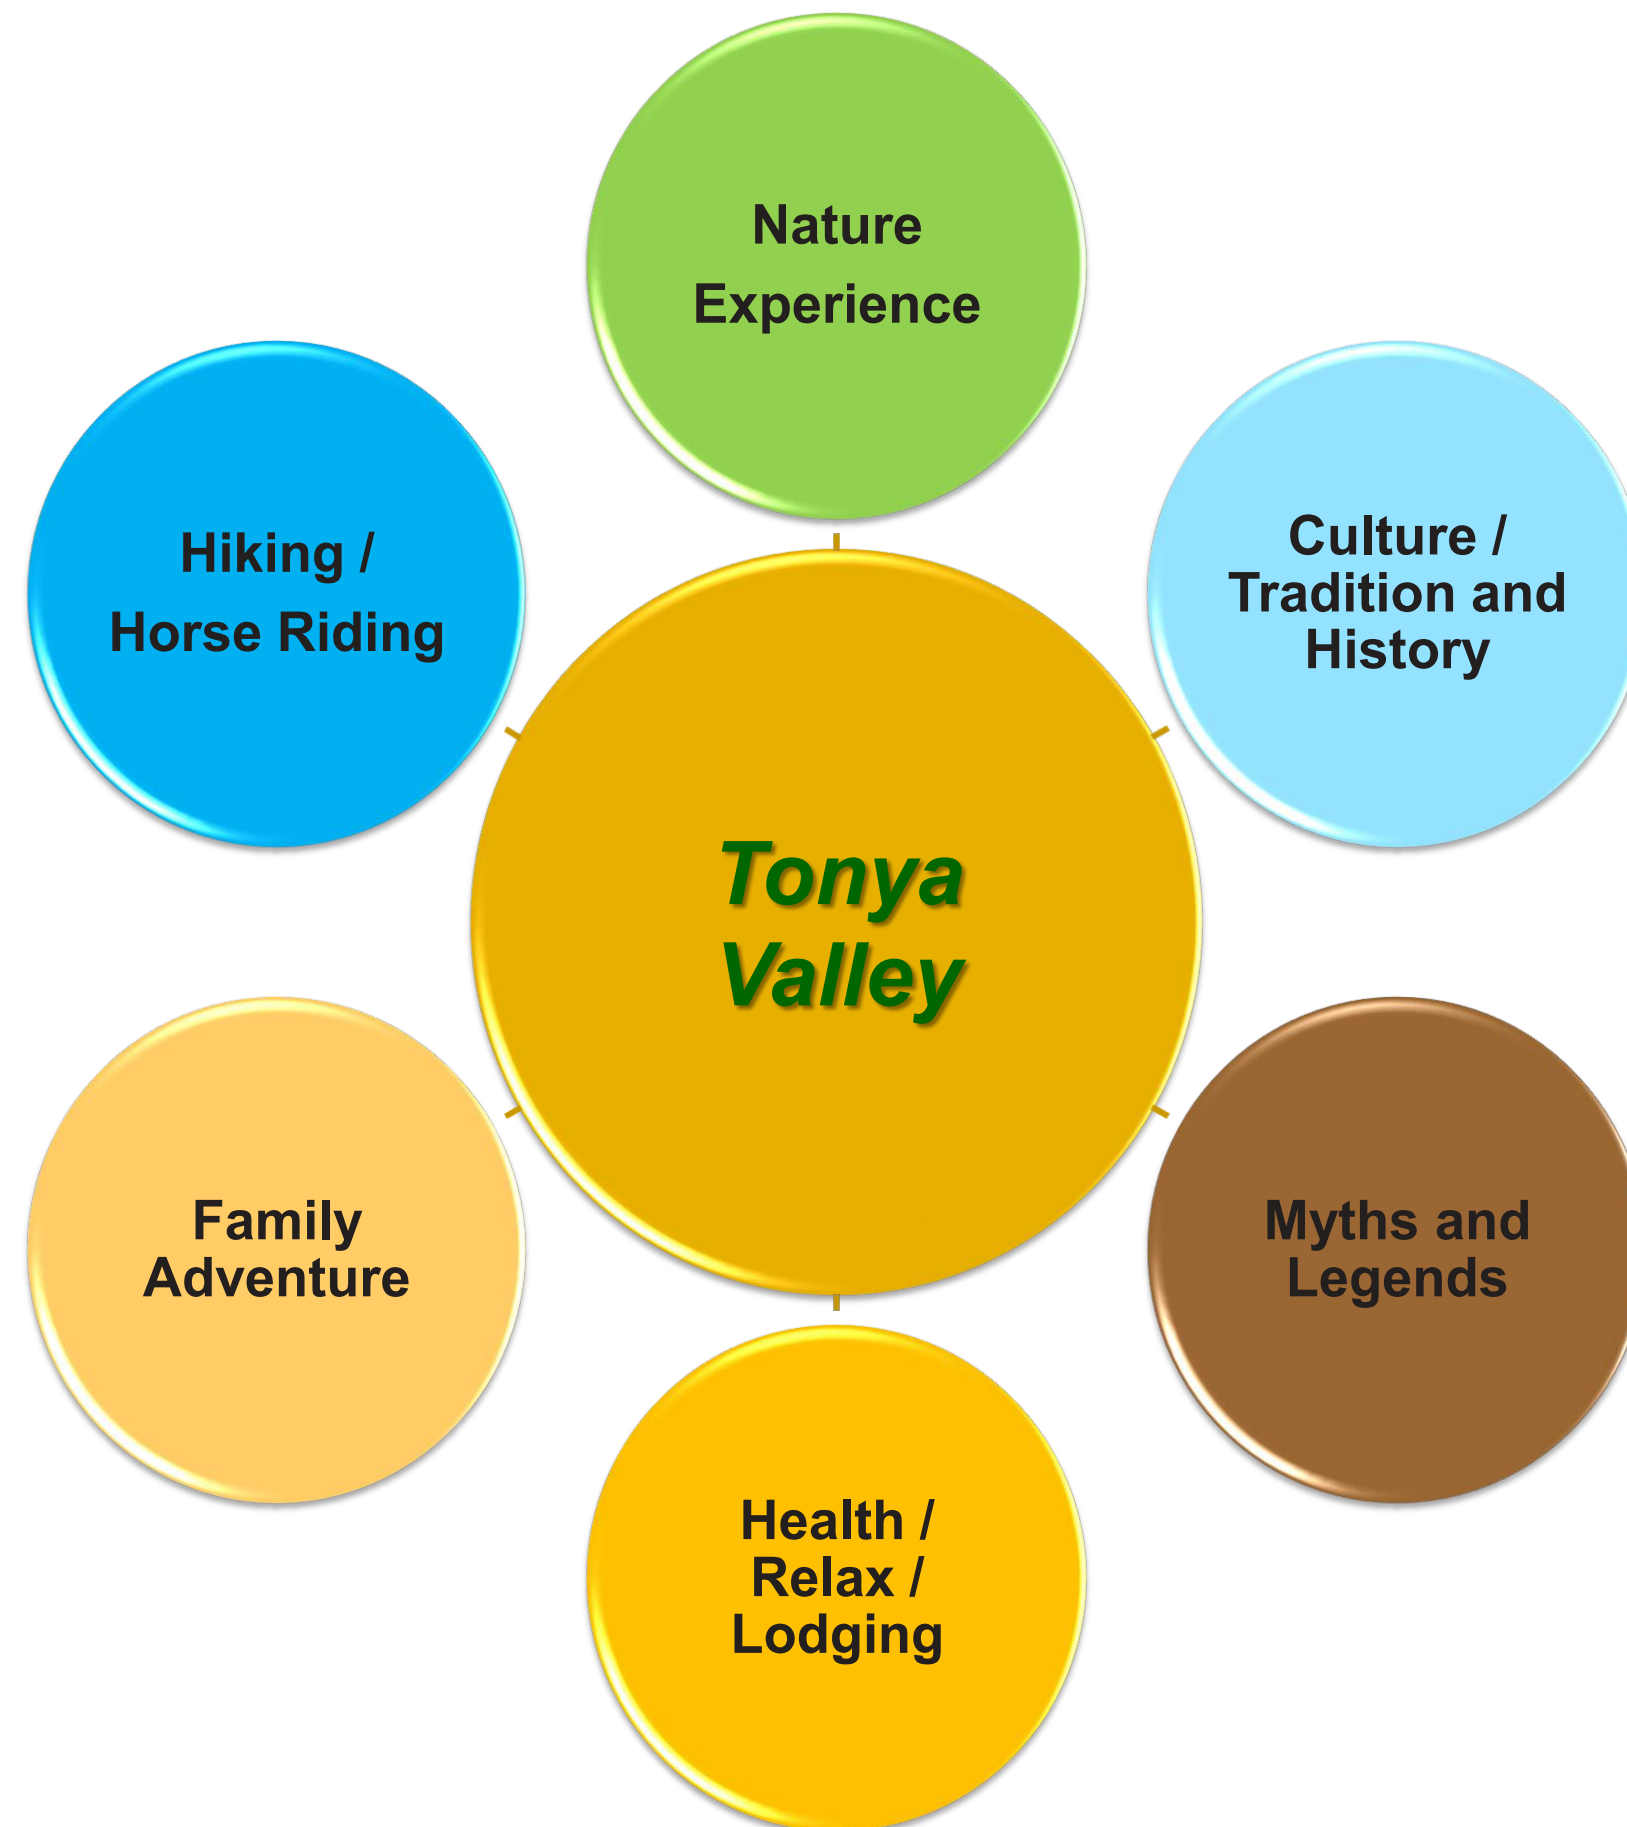 Nature
Experience
Hiking /
Horse Riding
Culture /
Tradition and
History
Tonya
Valley
Family
Adventure
Myths and
Legends
Health /
Relax /
Lodging